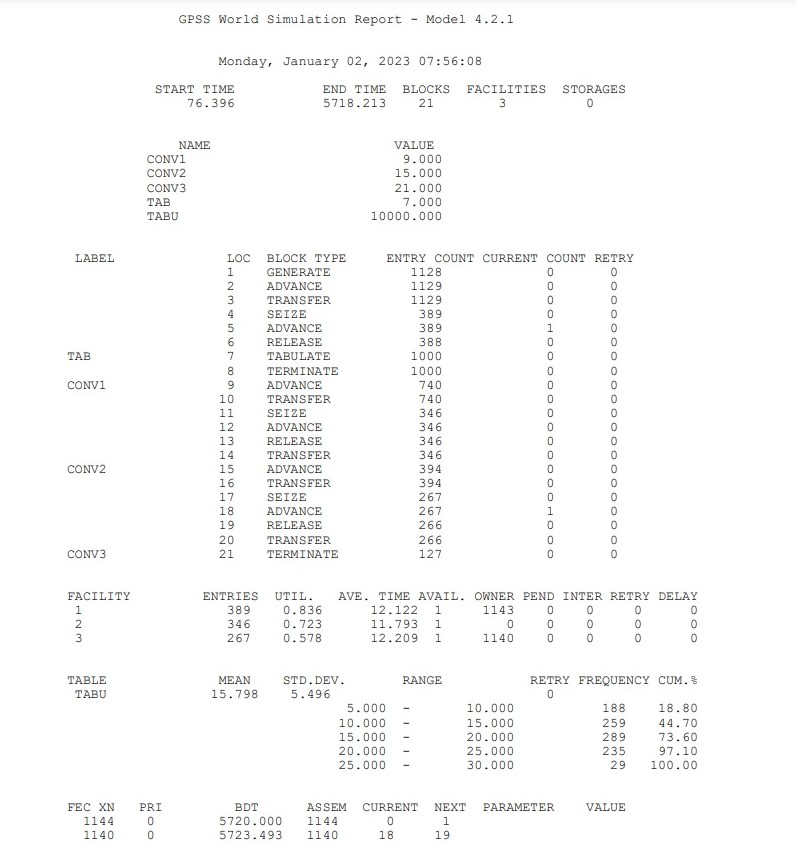 GPSS World Simulation Report - Model 4.2.1
Monday, January 02, 2023 07:56:08
START TIME END TIME BLOCKS FACILITIES STORAGES
76.396 5718.213 21 3 0
NAME VALUE
CONV1 9.000
CONV2 15.000
CONV3 21.000
TAB 7.000
TABU 10000.000
LABEL LOC BLOCK TYPE ENTRY COUNT CURRENT COUNT RETRY
1 GENERATE 1128 0 0
2 ADVANCE 1129 0 0
3 TRANSFER 1129 0 0
4 SEIZE 389 0 0
5 ADVANCE 389 1 0
6 RELEASE 388 0 0
TAB 7 TABULATE 1000 0 0
8 TERMINATE 1000 0 0
CONV1 9 ADVANCE 740 0 0
10 TRANSFER 740 0 0
11 SEIZE 346 0 0
12 ADVANCE 346 0 0
13 RELEASE 346 0 0
14 TRANSFER 346 0 0
CONV2 15 ADVANCE 394 0 0
16 TRANSFER 394 0 0
17 SEIZE 267 0 0
18 ADVANCE 267 1 0
19 RELEASE 266 0 0
20 TRANSFER 266 0 0
CONV3 21 TERMINATE 127 0 0
FACILITY ENTRIES UTIL. AVE. TIME AVAIL. OWNER PEND INTER RETRY DELAY
1 389 0.836 12.122 1 1143 0 0 0 0
2 346 0.723 11.793 1 0 0 0 0 0
3 267 0.578 12.209 1 1140 0 0 0 0
TABLE MEAN STD.DEV. RANGE RETRY FREQUENCY CUM.%
TABU 15.798 5.496 0
5.000 - 10.000 188 18.80
10.000 - 15.000 259 44.70
15.000 - 20.000 289 73.60
20.000 - 25.000 235 97.10
25.000 - 30.000 29 100.00
FEC XN PRI BDT ASSEM CURRENT NEXT PARAMETER VALUE
1144 0 5720.000 1144 0 1
1140 0 5723.493 1140 18 19